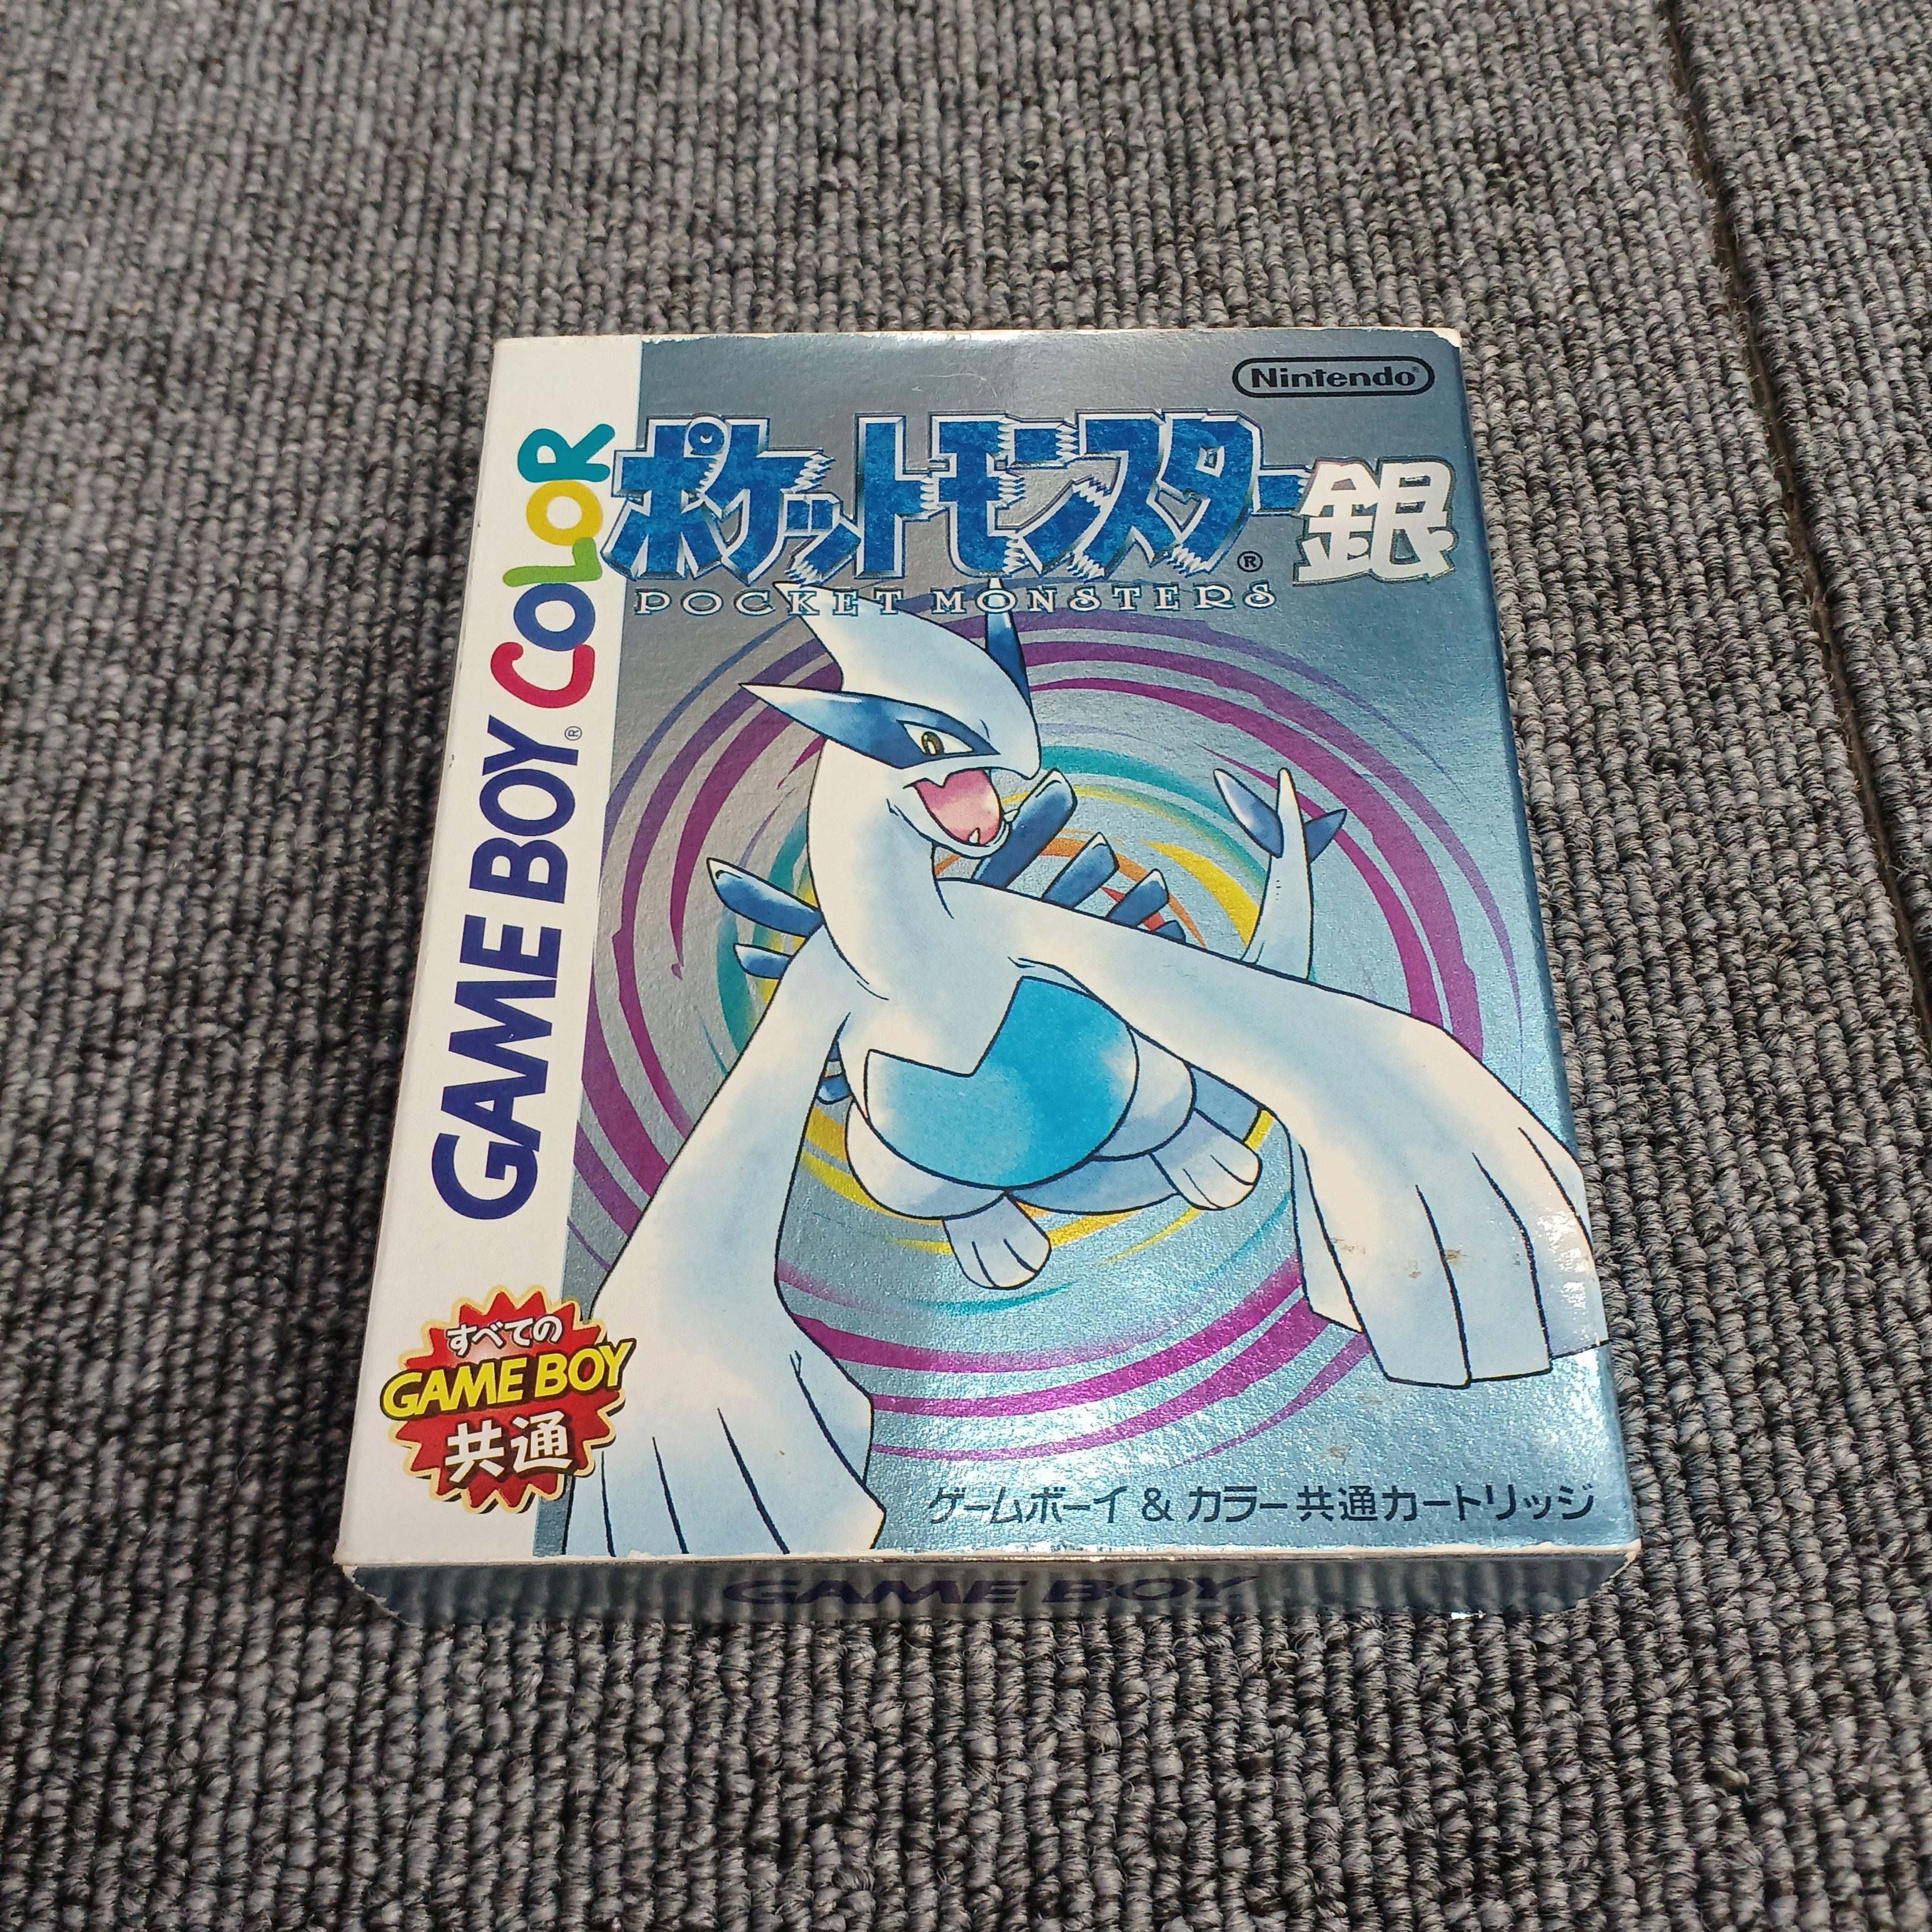 Nintendo®
ポケットモンスター®銀
POCKET MONSTERS
GAME BOY® COLOR
すべての
GAME BOY
共通
ゲームボーイ & カラー共通カートリッジ
GAME BOY